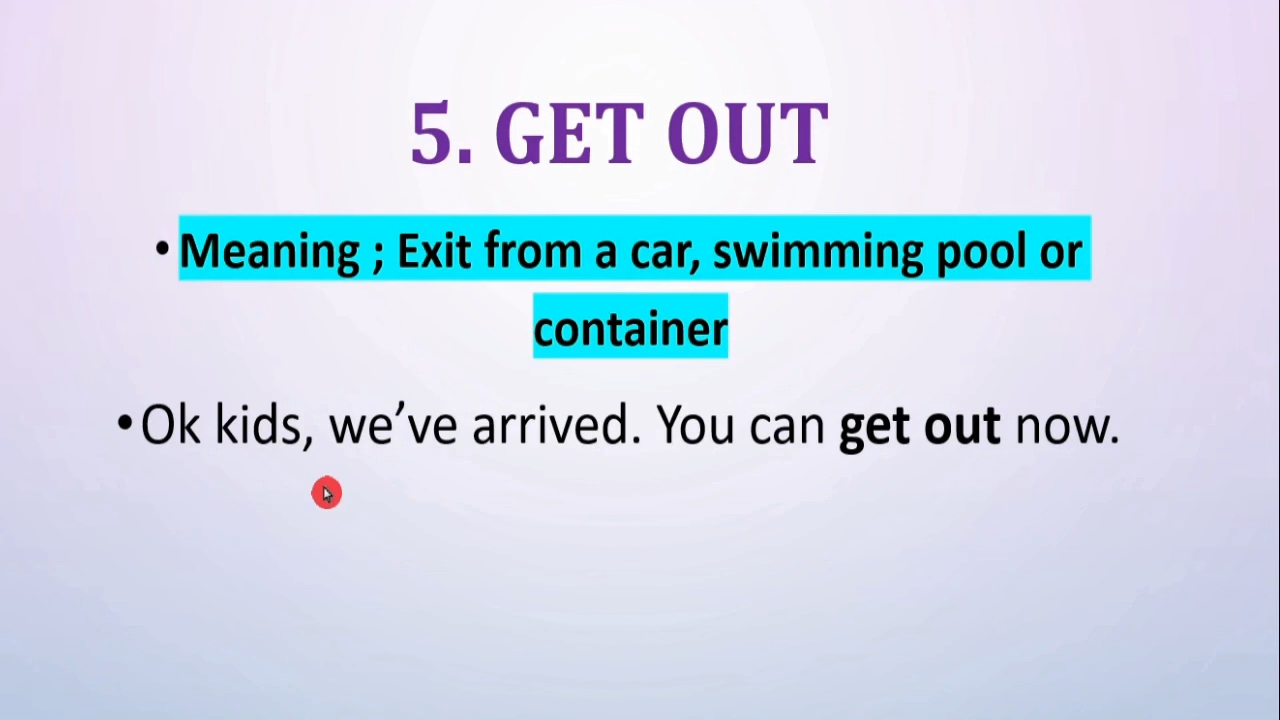 5. GET OUT
• Meaning ; Exit from a car, swimming pool or
container
• Ok kids, we’ve arrived. You can get out now.